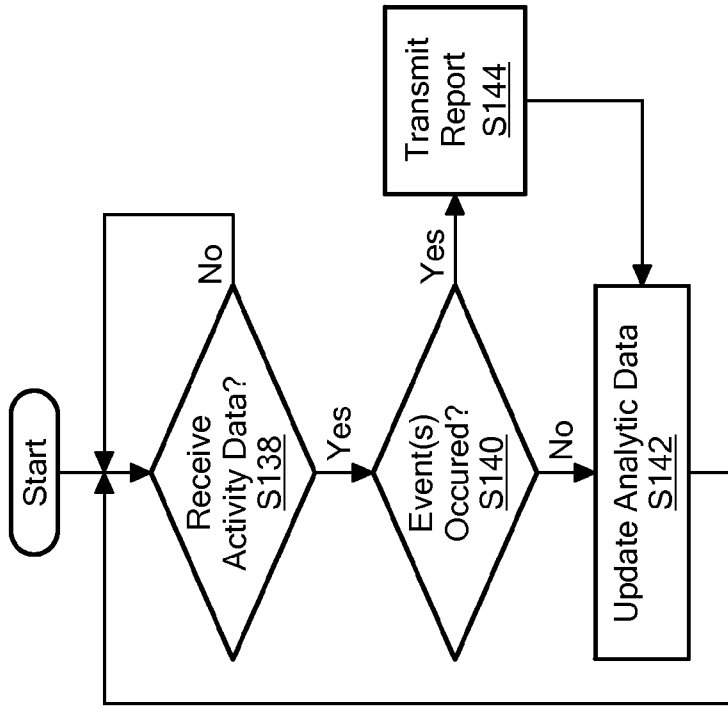 Start
Receive
Activity Data?
S138
No
Yes
Event(s)
Occured?
S140
Yes
Transmit
Report
S144
No
Update Analytic Data
S142